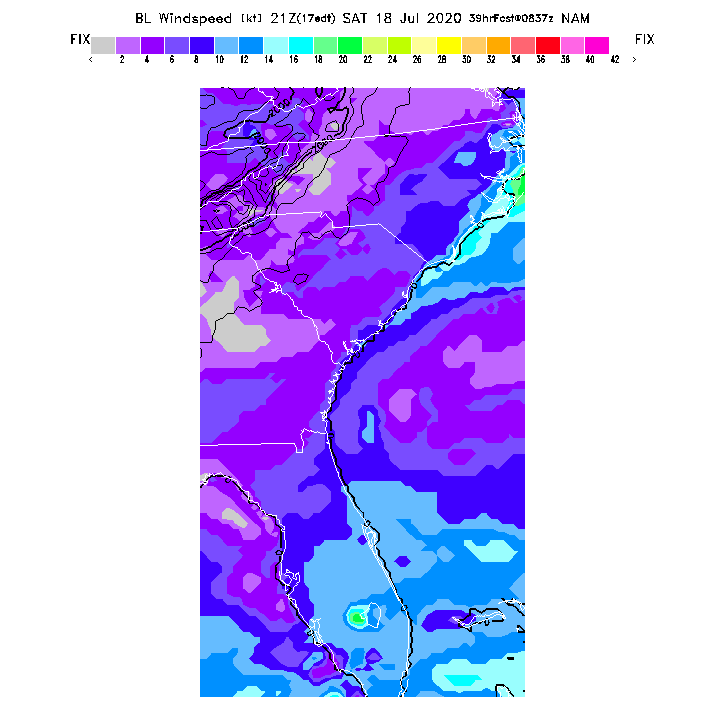 BL Windspeed [kt] 21Z(17edt) SAT 18 Jul 2020 39hrFcst@0837z NAM
FIX FIX
< 2 4 6 8 10 12 14 16 18 20 22 24 26 28 30 32 34 36 38 40 42 >
2000